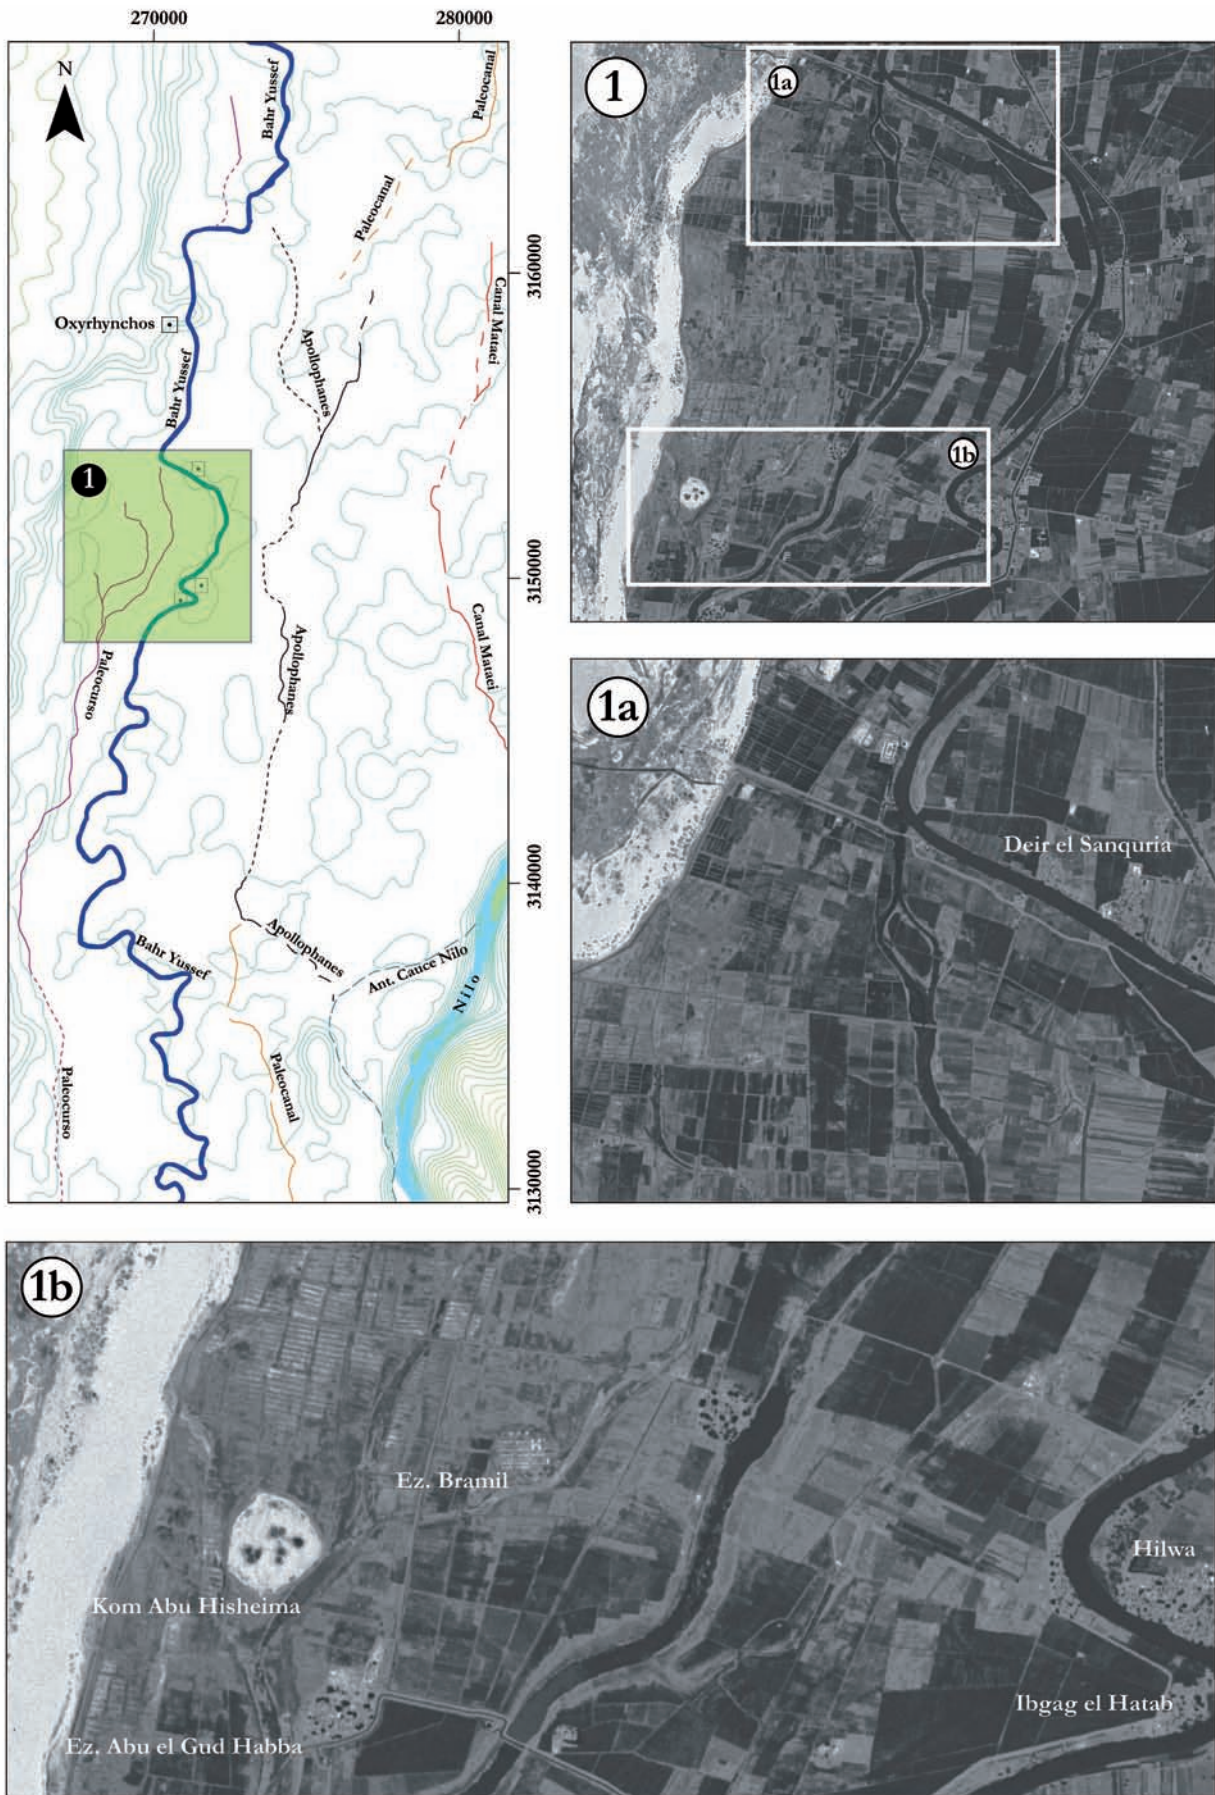 270000
280000
N
Bahr Yussef
Paleocanal
Paleocanal
3160000
Canal Mataei
Oxyrhynchos
Apollophanes
Bahr Yussef
1
3150000
Apollophanes
Canal Mataei
Paleocurso
3140000
Bahr Yussef
Apollophanes
Ant. Cauce Nilo
Nilo
Paleocanal
Paleocurso
3130000
1
1a
1b
1a
Deir el Sanquria
1b
Ez. Bramil
Hilwa
Kom Abu Hisheima
Ibgag el Hatab
Ez. Abu el Gud Habba